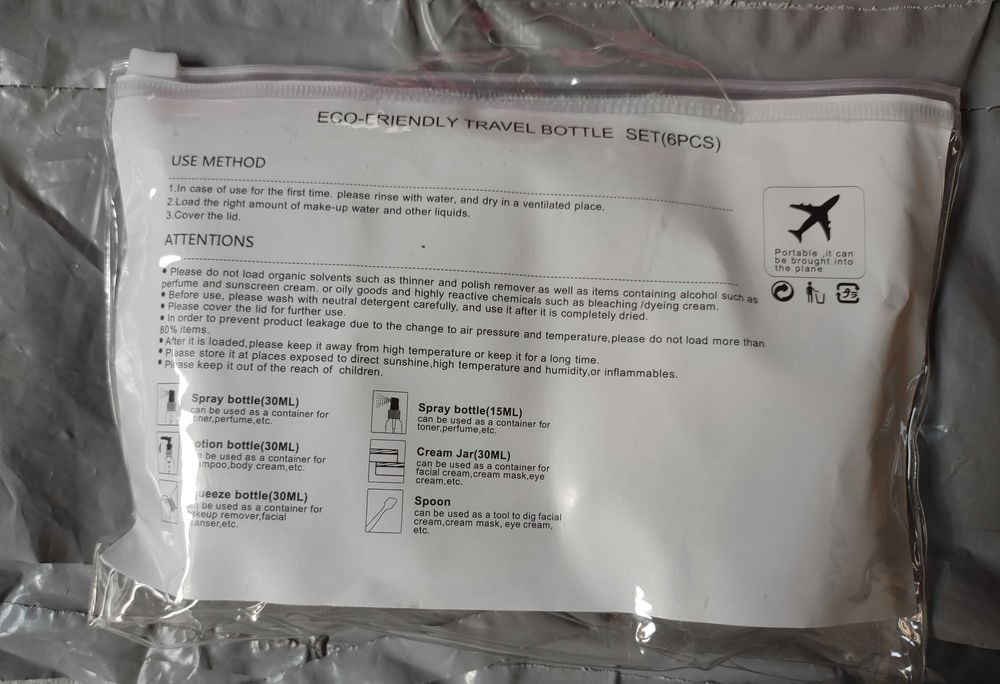 ECO-FRIENDLY TRAVEL BOTTLE SET(6PCS)
USE METHOD
1.In case of use for the first time. please rinse with water, and dry in a ventilated place.
2.Load the right amount of make-up water and other liquids.
3.Cover the lid.
ATTENTIONS
• Please do not load organic solvents such as thinner and polish remover as well as items containing alcohol such as
perfume and sunscreen cream. or oily goods and highly reactive chemicals such as bleaching /dyeing cream.
• Before use, please wash with neutral detergent carefully, and use it after it is completely dried.
• Please cover the lid for further use.
• In order to prevent product leakage due to the change to air pressure and temperature,please do not load more than
80% items.
• After it is loaded,please keep it away from high temperature or keep it for a long time.
• Please store it at places exposed to direct sunshine,high temperature and humidity,or inflammables.
• Please keep it out of the reach of children.
Portable ,it can
be brought into
the plane
Spray bottle(30ML)
can be used as a container for
toner,perfume,etc.
otion bottle(30ML)
be used as a container for
ampoo,body cream,etc.
ueeze bottle(30ML)
n be used as a container for
keup remover,facial
eanser,etc.
Spray bottle(15ML)
can be used as a container for
toner,perfume,etc.
Cream Jar(30ML)
can be used as a container for
facial cream,cream mask,eye
cream,etc.
Spoon
can be used as a tool to dig facial
cream,cream mask, eye cream,
etc.